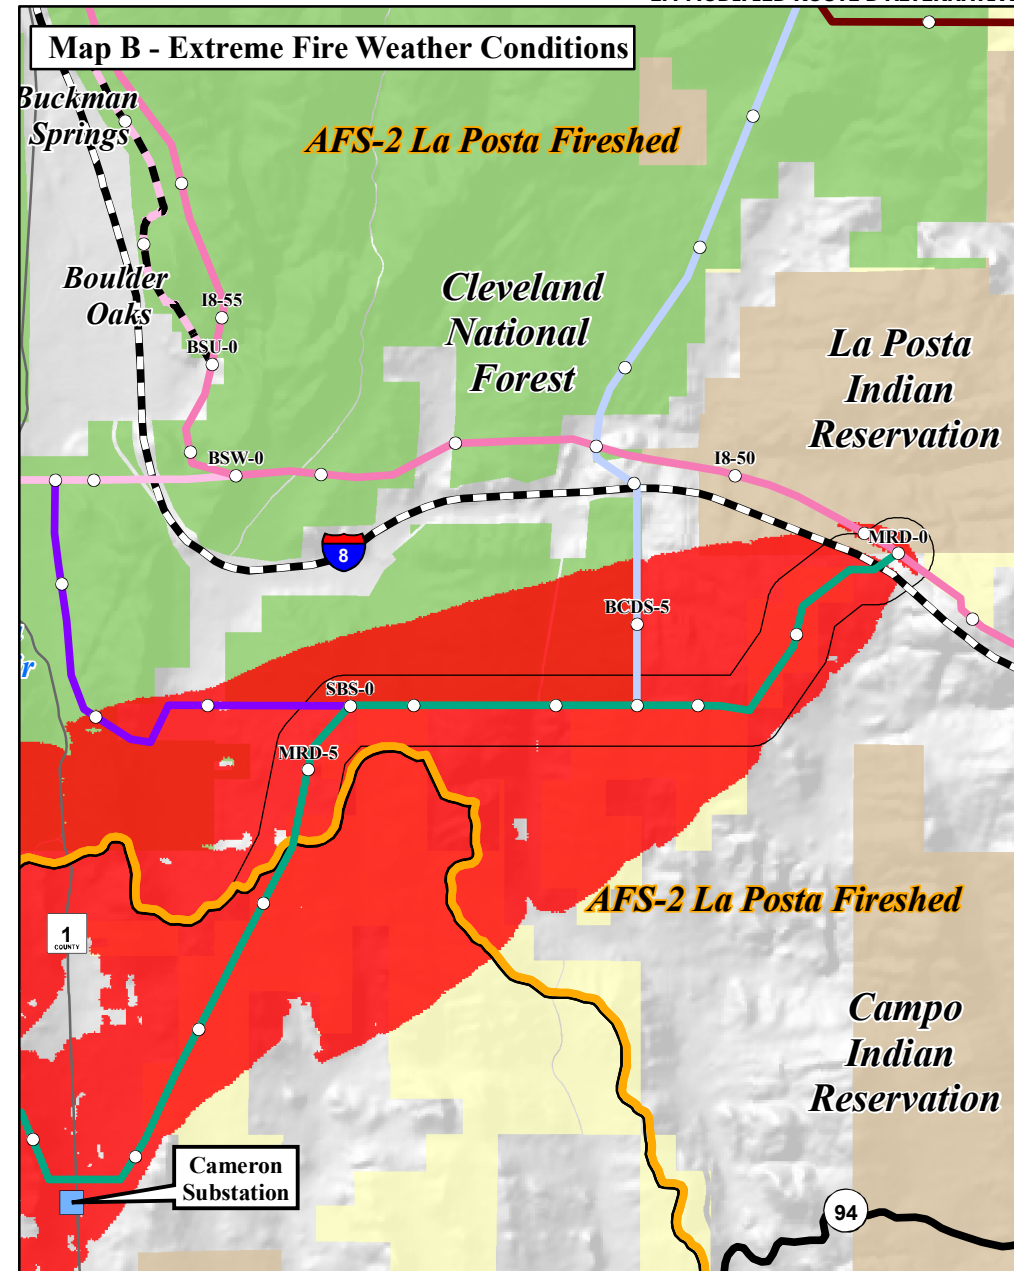 Map B - Extreme Fire Weather Conditions
Buckman
Springs
AFS-2 La Posta Fireshed
Boulder
Oaks
I8-55
BSU-0
Cleveland
National
Forest
La Posta
Indian
Reservation
BSW-0
I8-50
8
MRD-0
BCDS-5
SBS-0
MRD-5
AFS-2 La Posta Fireshed
1
COUNTY
Campo
Indian
Reservation
Cameron
Substation
94